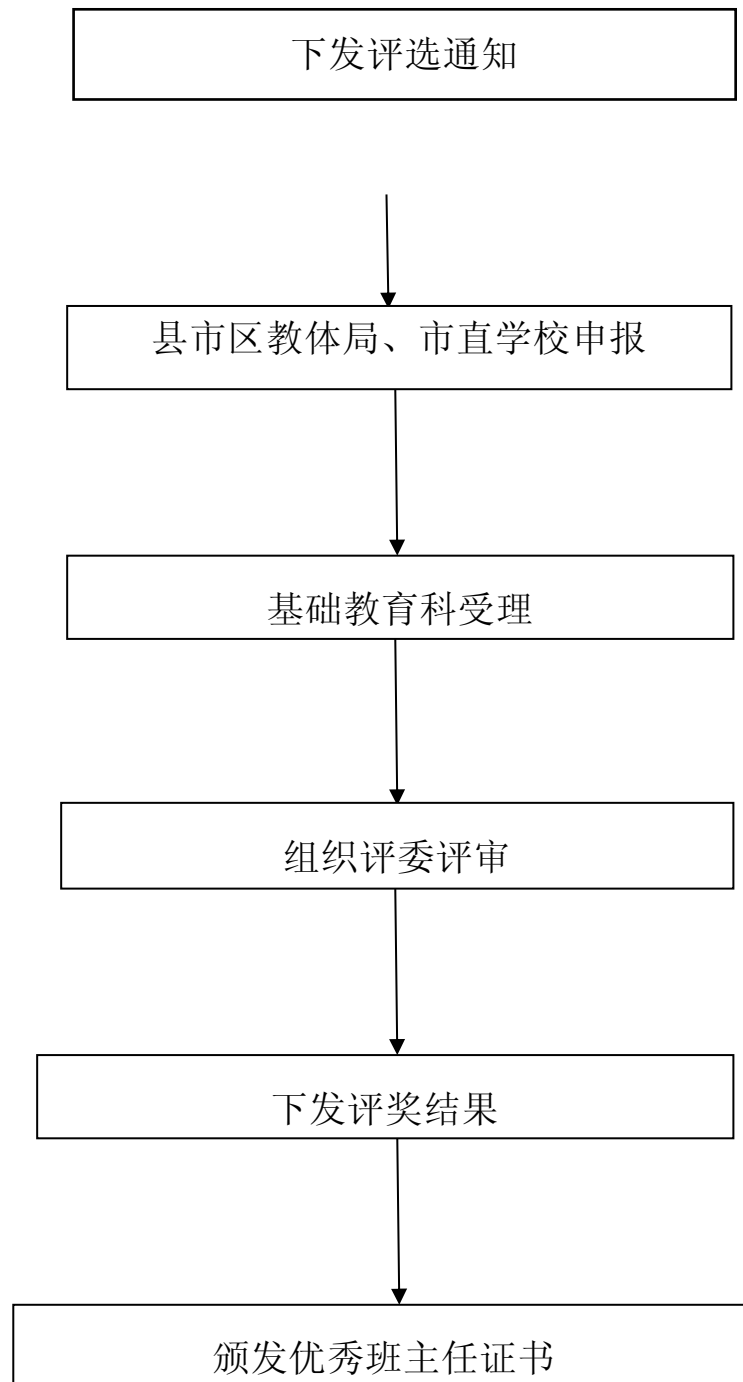 下发评选通知
县市区教体局、市直学校申报
基础教育科受理
组织评委评审
下发评奖结果
颁发优秀班主任证书